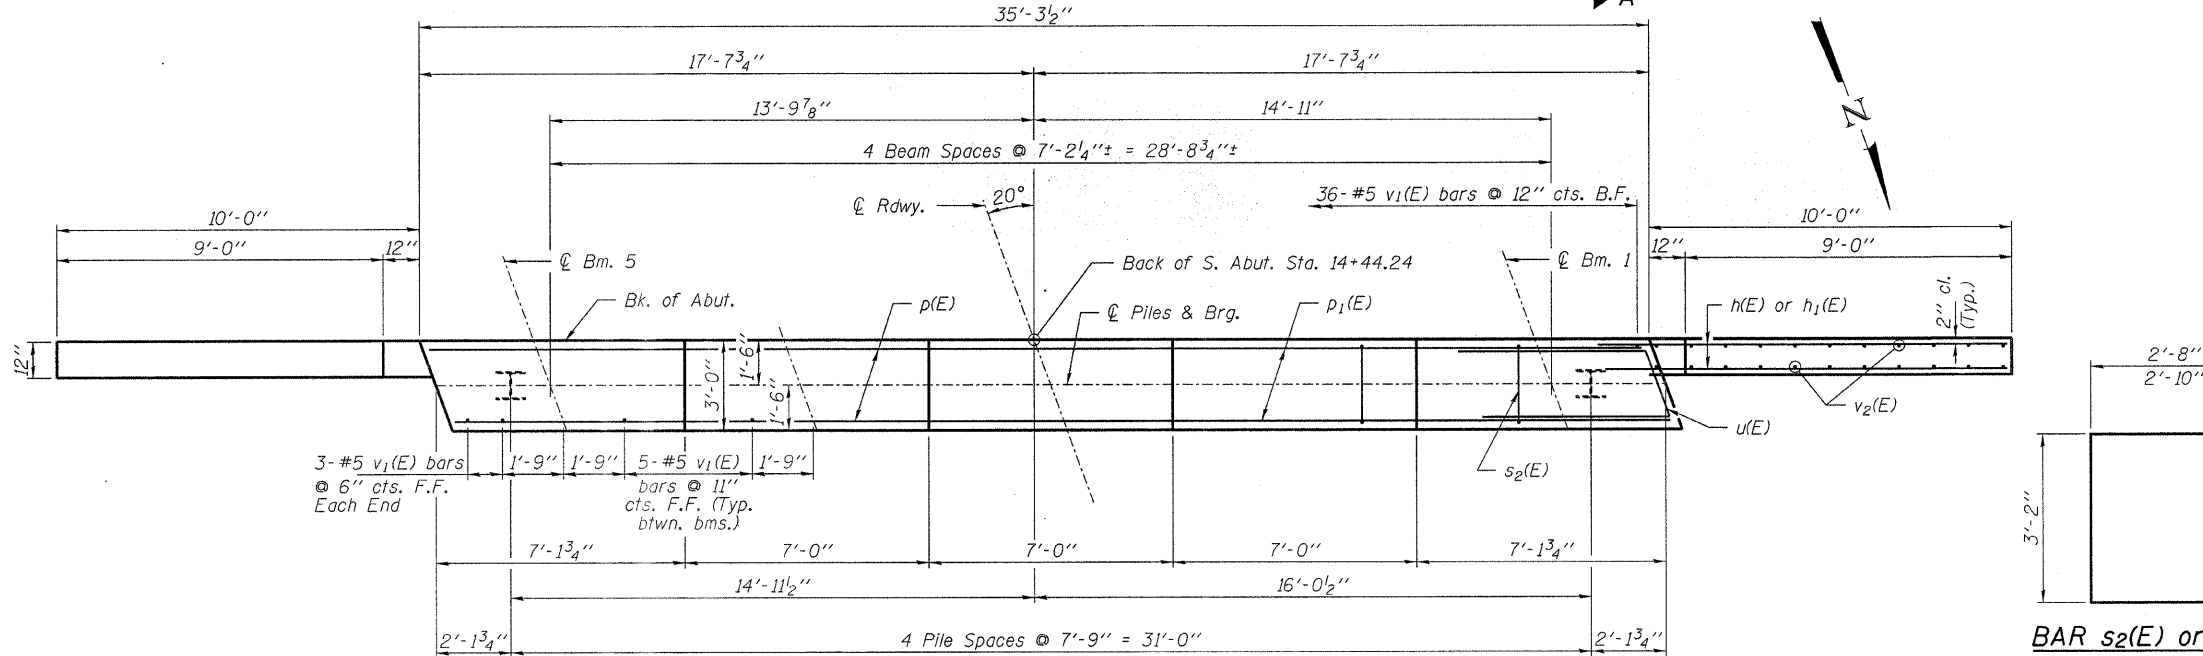 A
35'-3½"
17'-7¾"
17'-7¾"
13'-9⅞"
14'-11"
4 Beam Spaces @ 7'-2¼"± = 28'-8¾"±
N
℄ Rdwy.
20°
36-#5 v₁(E) bars @ 12" cts. B.F.
10'-0"
10'-0"
9'-0"
12"
12"
9'-0"
℄ Bm. 5
Back of S. Abut. Sta. 14+44.24
℄ Bm. 1
Bk. of Abut.
p(E)
℄ Piles & Brg.
p₁(E)
h(E) or h₁(E)
2" cl.
(Typ.)
12"
1'-6"
3'-0"
1'-6"
2'-8"
2'-10"
v₂(E)
u(E)
s₂(E)
3-#5 v₁(E) bars
@ 6" cts. F.F.
Each End
1'-9"
1'-9"
5-#5 v₁(E)
bars @ 11"
cts. F.F. (Typ.
btwn. bms.)
1'-9"
3'-2"
7'-1¾"
7'-0"
7'-0"
7'-0"
7'-1¾"
14'-11½"
16'-0½"
2'-1¾"
4 Pile Spaces @ 7'-9" = 31'-0"
2'-1¾"
BAR s₂(E) or